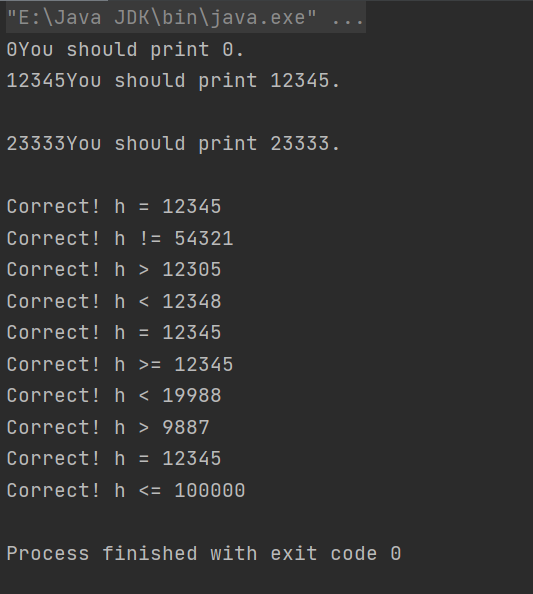 "E:\Java JDK\bin\java.exe" ...
0You should print 0.
12345You should print 12345.
23333You should print 23333.
Correct! h = 12345
Correct! h != 54321
Correct! h > 12305
Correct! h < 12348
Correct! h = 12345
Correct! h >= 12345
Correct! h < 19988
Correct! h > 9887
Correct! h = 12345
Correct! h <= 100000
Process finished with exit code 0